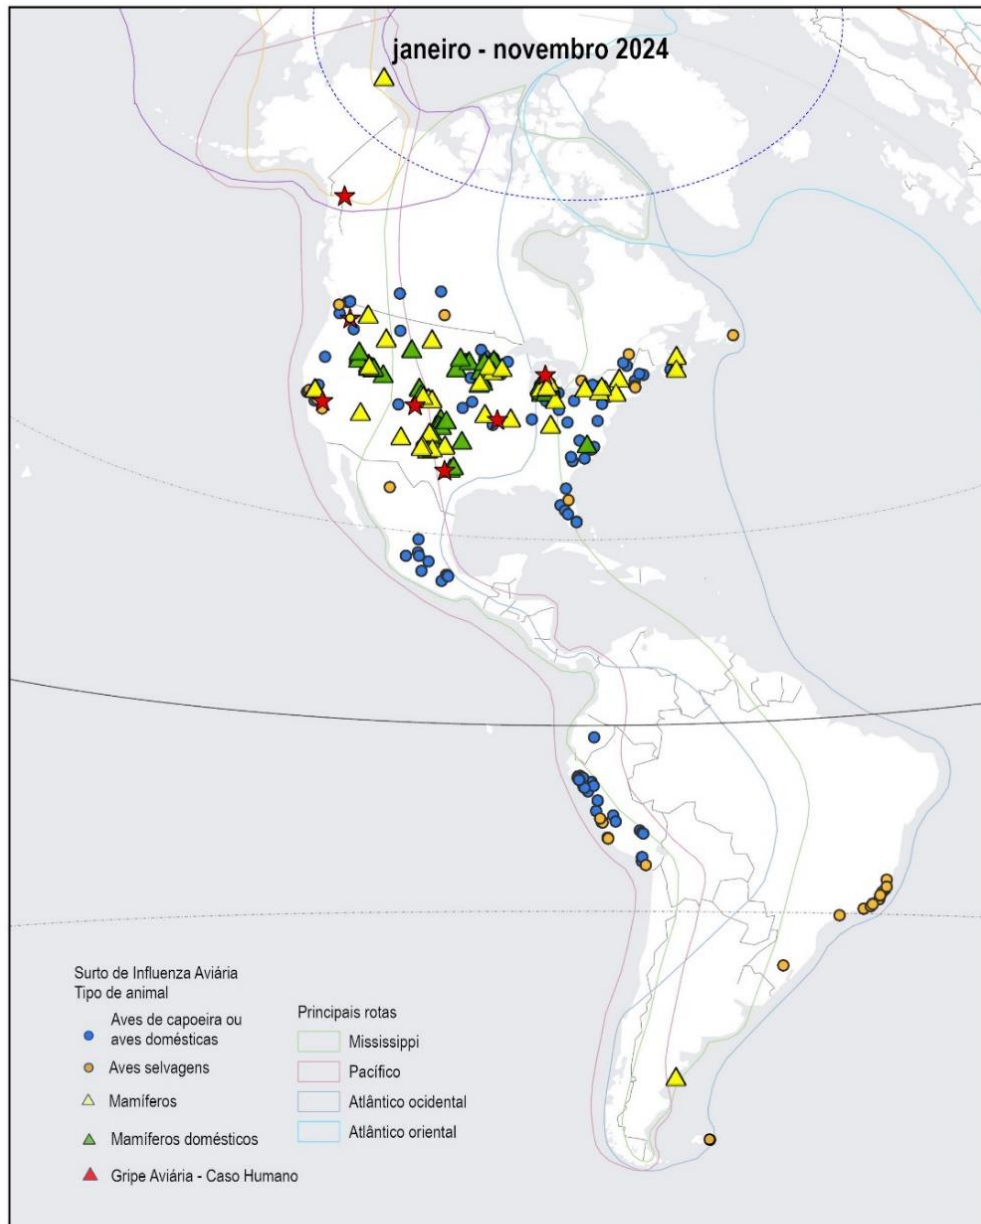 janeiro - novembro 2024
Surto de Influenza Aviária
Tipo de animal
Aves de capoeira ou
aves domésticas
Aves selvagens
Mamíferos
Mamíferos domésticos
Gripe Aviária - Caso Humano
Principais rotas
Mississippi
Pacífico
Atlântico ocidental
Atlântico oriental